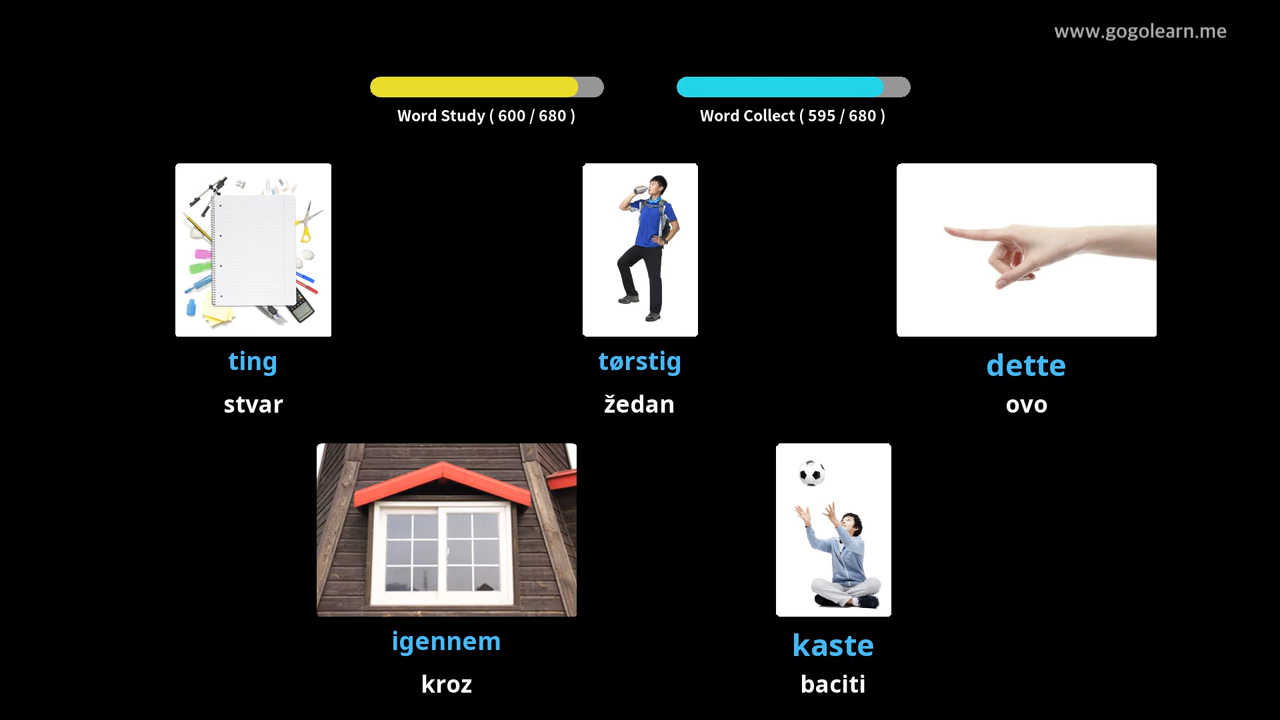 www.gogolearn.me
Word Study ( 600 / 680 )
Word Collect ( 595 / 680 )
ting
tørstig
dette
stvar
žedan
ovo
igennem
kaste
kroz
baciti